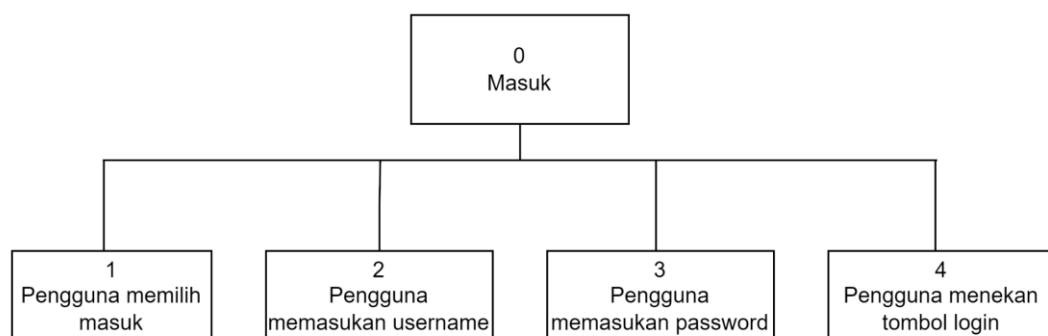 0
Masuk
1
Pengguna memilih
masuk
2
Pengguna
memasukan username
3
Pengguna
memasukan password
4
Pengguna menekan
tombol login